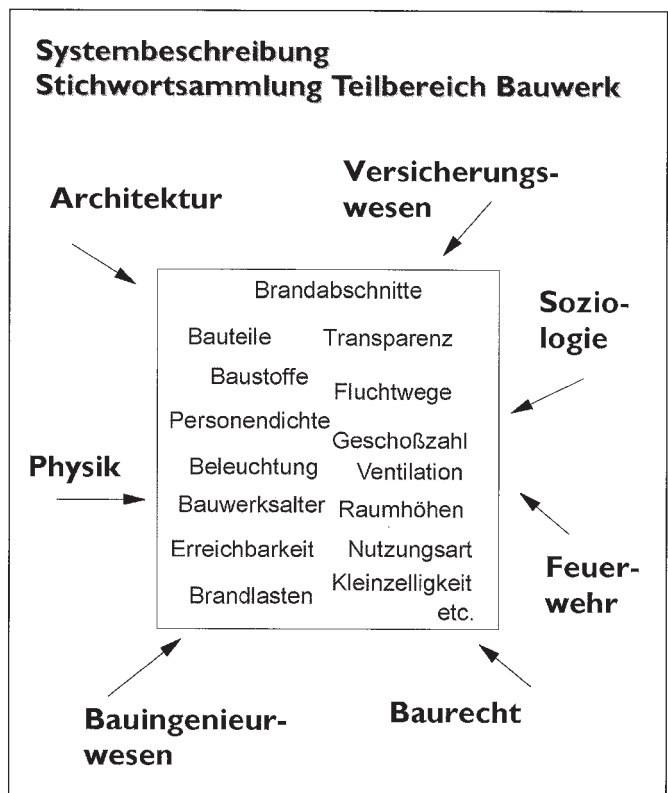 Systembeschreibung
Stichwortsammlung Teilbereich Bauwerk
Versicherungs-
wesen
Architektur
Brandabschnitte
Bauteile Transparenz
Baustoffe Fluchtwege
Personendichte
Geschoßzahl
Beleuchtung Ventilation
Bauwerksalter Raumhöhen
Erreichbarkeit Nutzungsart
Brandlasten Kleinzelligkeit
etc.
Sozio-
logie
Physik
Feuer-
wehr
Bauingenieur-
wesen
Baurecht